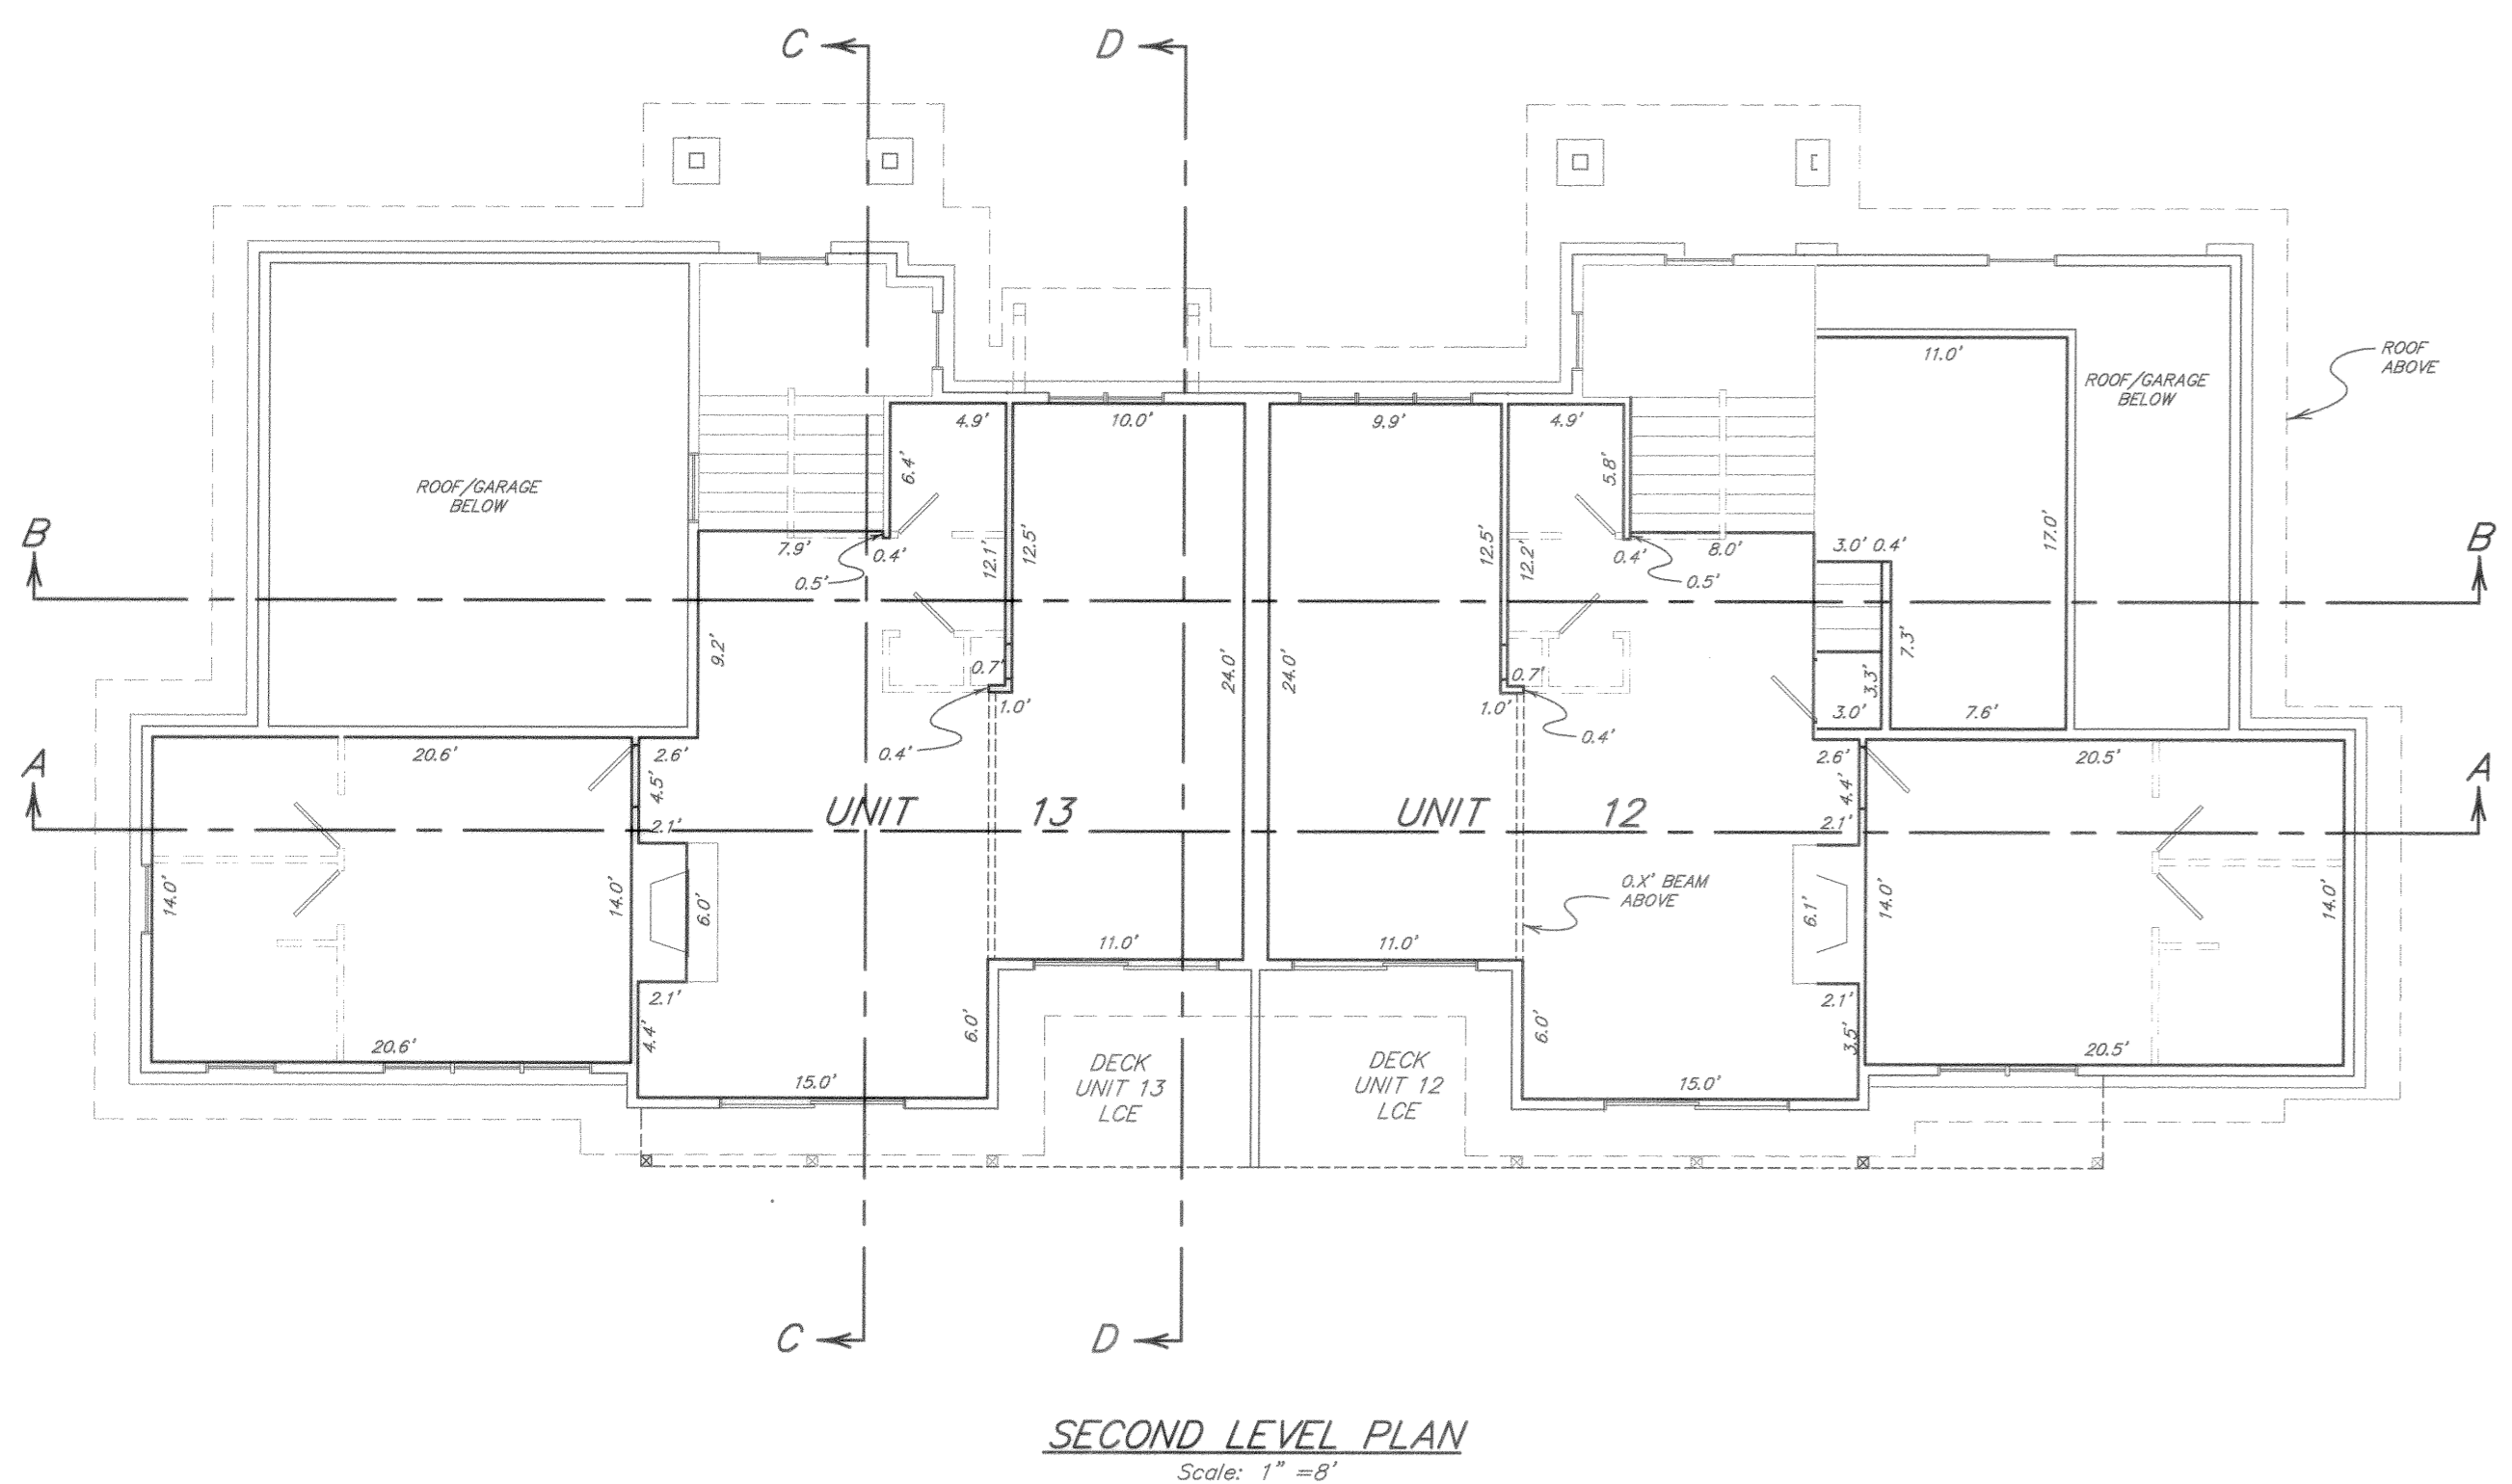 C D
11.0'
ROOF
ABOVE
ROOF/GARAGE
BELOW
4.9' 10.0' 9.9' 4.9'
6.4' 5.8'
ROOF/GARAGE
BELOW
B 7.9' 0.4' 12.1' 12.5' 12.5' 12.2' 0.4' 8.0' 3.0' 0.4' 17.0' B
0.5' 0.5'
9.2' 24.0' 24.0' 7.3'
0.7' 0.7' 3.3'
1.0' 1.0' 3.0' 7.6'
0.4' 0.4'
20.6' 2.6' 2.6' 20.5'
A 4.5' 4.4' A
UNIT 13 UNIT 12
2.1' 2.1'
0.X' BEAM
ABOVE
14.0' 14.0' 6.0' 6.1' 14.0' 14.0'
11.0' 11.0'
2.1' 2.1'
4.4' 6.0' 6.0' 3.5'
20.6' 20.5'
DECK
UNIT 13
LCE
DECK
UNIT 12
LCE
15.0' 15.0'
C D
SECOND LEVEL PLAN
Scale: 1" =8'